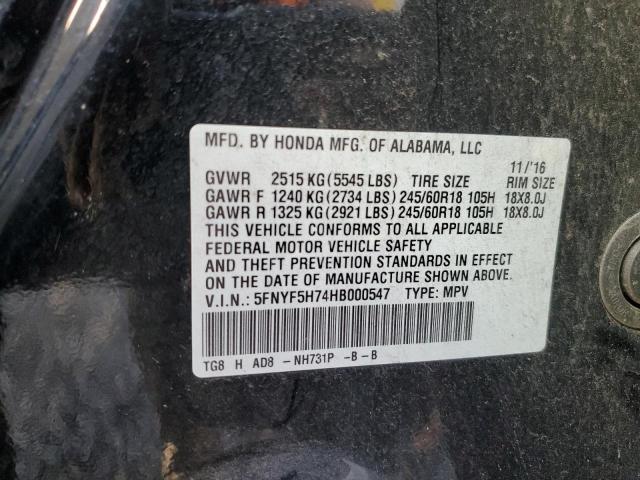 MFD. BY HONDA MFG. OF ALABAMA, LLC
11/'16
GVWR 2515 KG (5545 LBS) TIRE SIZE RIM SIZE
GAWR F 1240 KG (2734 LBS) 245/60R18 105H 18X8.0J
GAWR R 1325 KG (2921 LBS) 245/60R18 105H 18X8.0J
THIS VEHICLE CONFORMS TO ALL APPLICABLE
FEDERAL MOTOR VEHICLE SAFETY
AND THEFT PREVENTION STANDARDS IN EFFECT
ON THE DATE OF MANUFACTURE SHOWN ABOVE.
V.I.N.: 5FNYF5H74HB000547 TYPE: MPV
TG8 H AD8 -NH731P -B-B